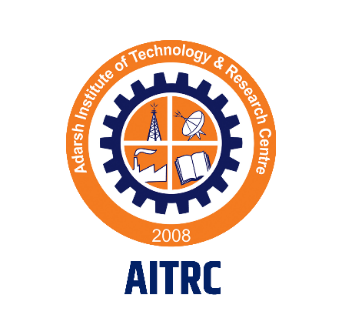 Adarsh Institute of Technology & Research Centre
2008
AITRC